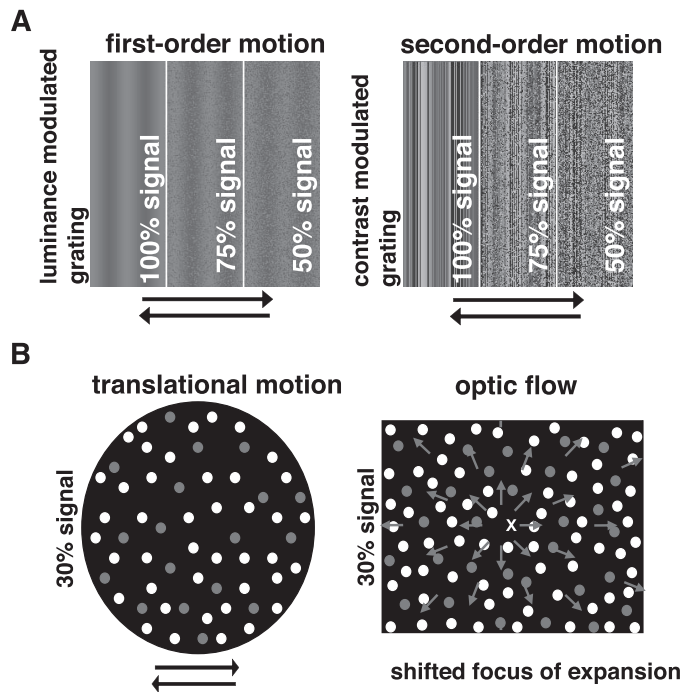 A
first-order motion
second-order motion
luminance modulated
grating
100% signal
75% signal
50% signal
contrast modulated
grating
100% signal
75% signal
50% signal
B
translational motion
optic flow
30% signal
30% signal
X
shifted focus of expansion